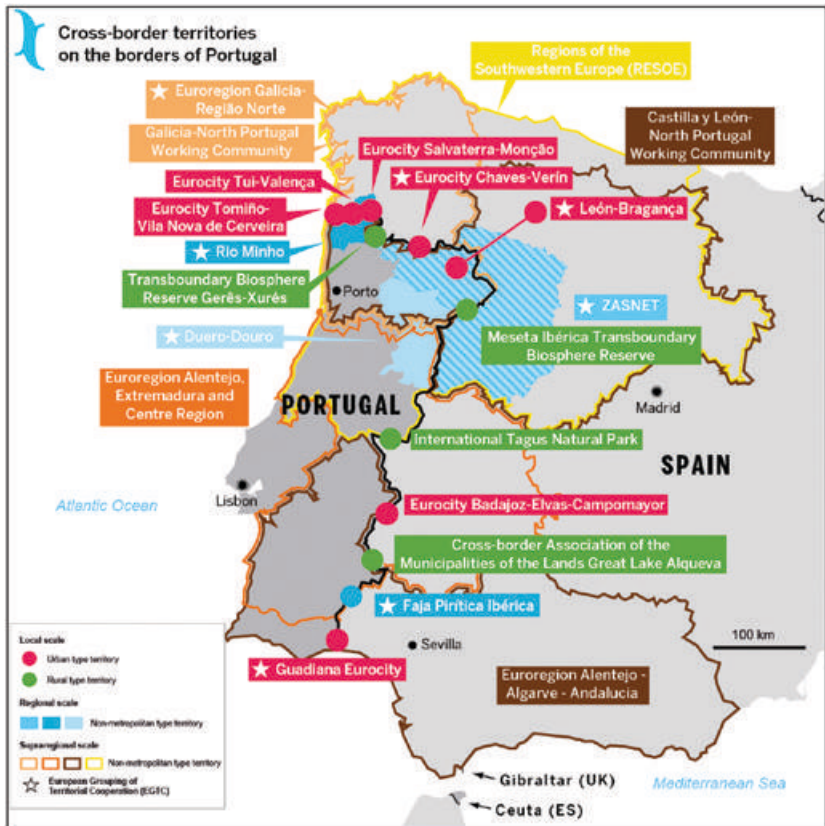 Cross-border territories
on the borders of Portugal
Regions of the
Southwestern Europe (RESOE)
Euroregion Galicia-
Região Norte
Galicia-North Portugal
Working Community
Castilla y León-
North Portugal
Working Community
Eurocity Salvaterra-Monção
Eurocity Tui-Valença
Eurocity Chaves-Verín
Eurocity Tomiño-
Vila Nova de Cerveira
León-Bragança
Rio Minho
Transboundary Biosphere
Reserve Gerês-Xurés
Porto
ZASNET
Duero-Douro
Meseta Ibérica Transboundary
Biosphere Reserve
Euroregion Alentejo,
Extremadura and
Centre Region
PORTUGAL
Madrid
International Tagus Natural Park
SPAIN
Lisbon
Atlantic Oceen
Eurocity Badajoz-Elvas-Campomayor
Cross-border Association of the
Municipalities of the Lands Great Lake Alqueva
Faja Pirítica Ibérica
100 km
Sevilla
Guadiana Eurocity
Euroregion Alentejo -
Algarve - Andalucia
Local scale
Urban type territory
Rural type territory
Regional scale
Non-metropolitan type territory
Supraregional scale
Non-metropolitan type territory
European Grouping of
Territorial Cooperation (EGTC)
Gibraltar (UK)
Mediterranean Sea
Ceuta (ES)